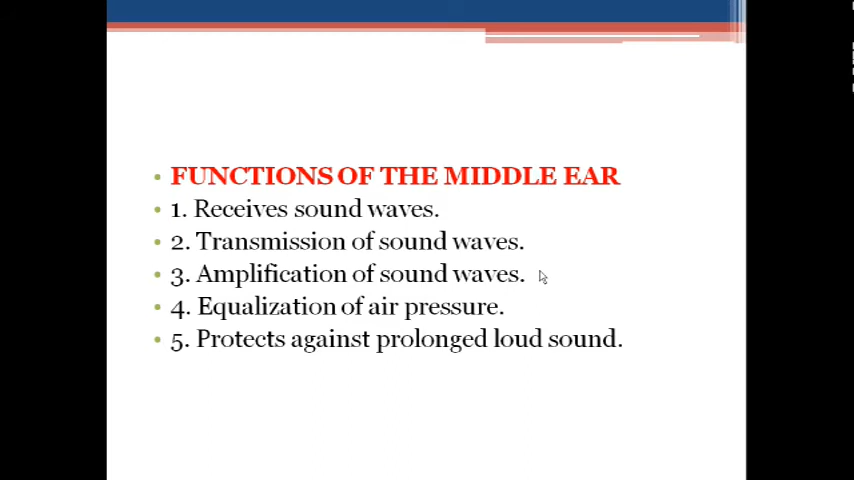 • FUNCTIONS OF THE MIDDLE EAR
• 1. Receives sound waves.
• 2. Transmission of sound waves.
• 3. Amplification of sound waves.
• 4. Equalization of air pressure.
• 5. Protects against prolonged loud sound.